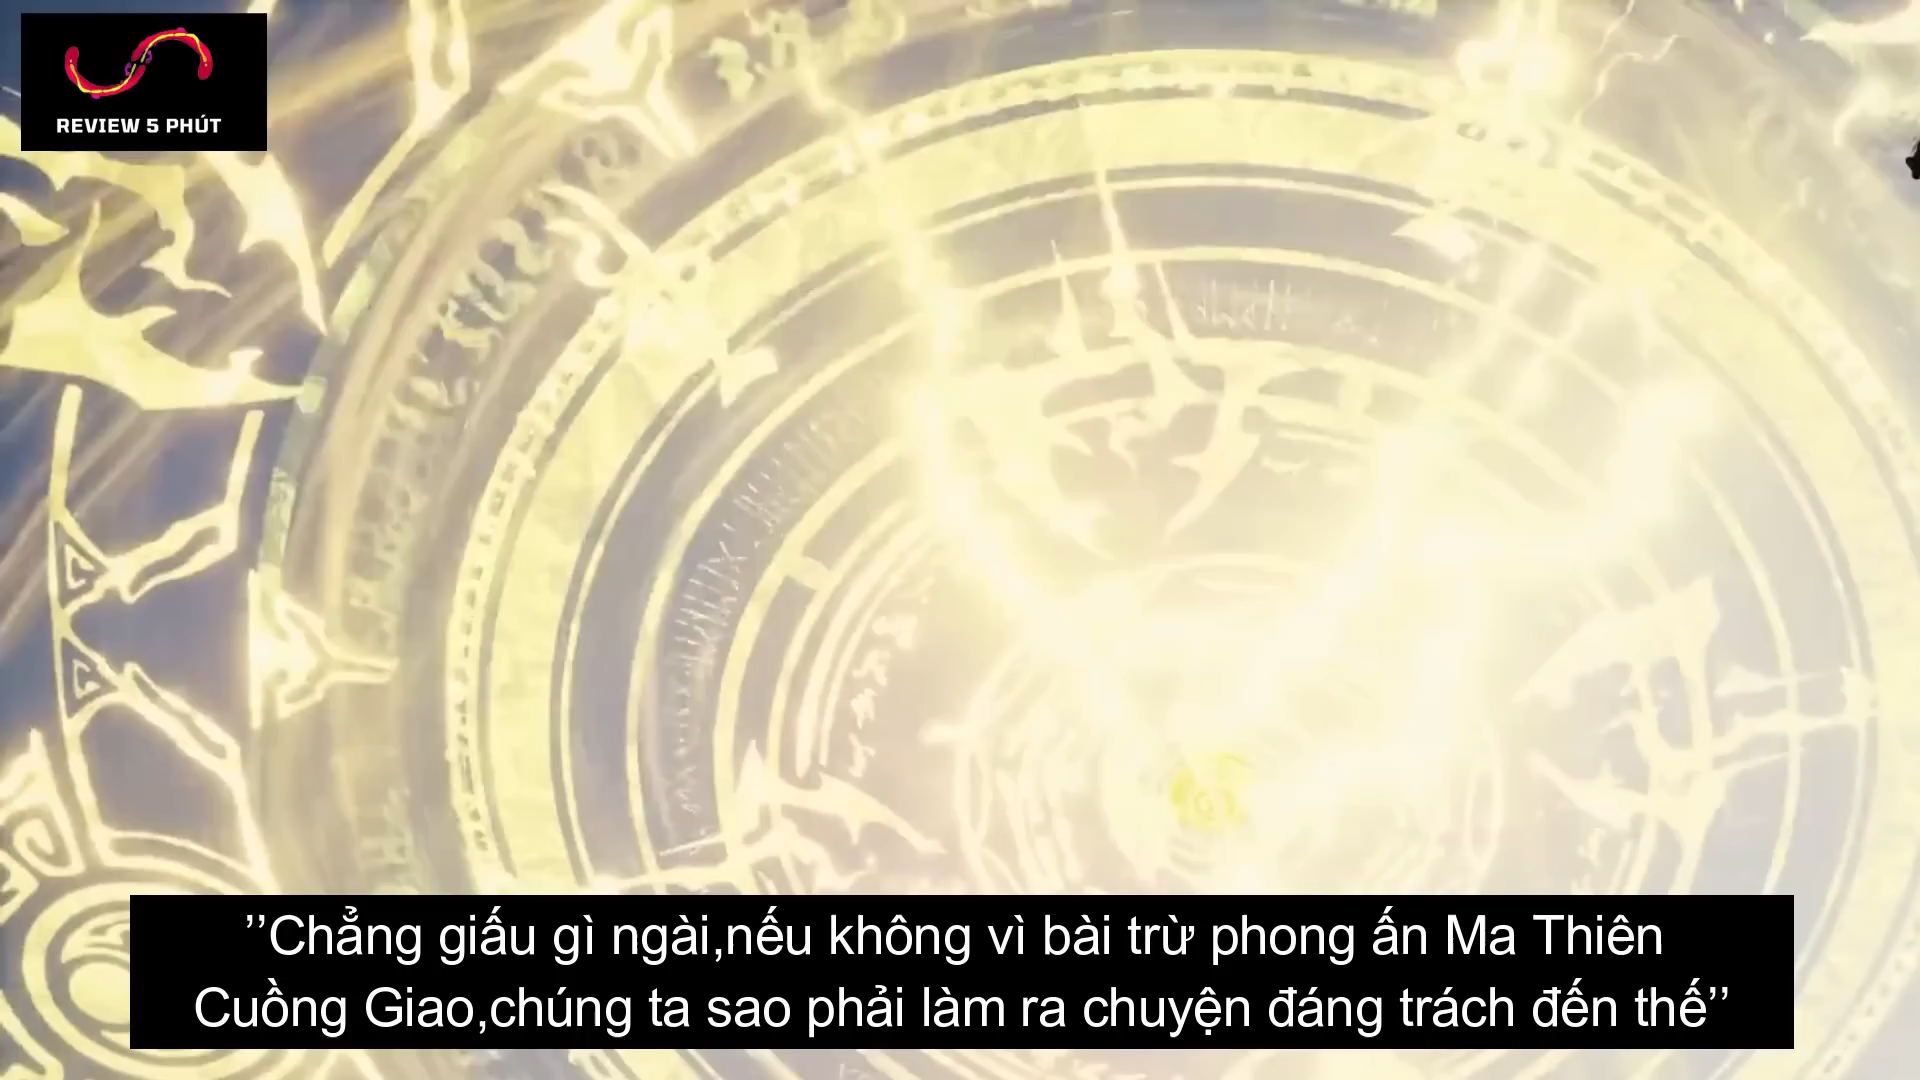 REVIEW 5 PHÚT
’’Chẳng giấu gì ngài,nếu không vì bài trừ phong ấn Ma Thiên
Cuồng Giao,chúng ta sao phải làm ra chuyện đáng trách đến thế’’